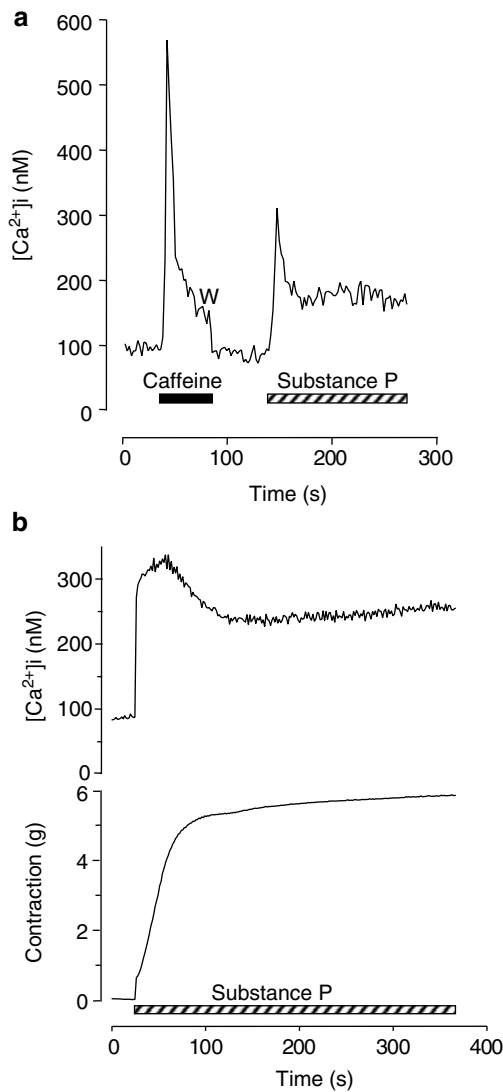 a
600
500
400
300
200
100
0
[Ca²⁺]i (nM)
W
Caffeine
Substance P
0 100 200 300
Time (s)
b
300
200
100
0
[Ca²⁺]i (nM)
6
4
2
0
Contraction (g)
Substance P
0 100 200 300 400
Time (s)